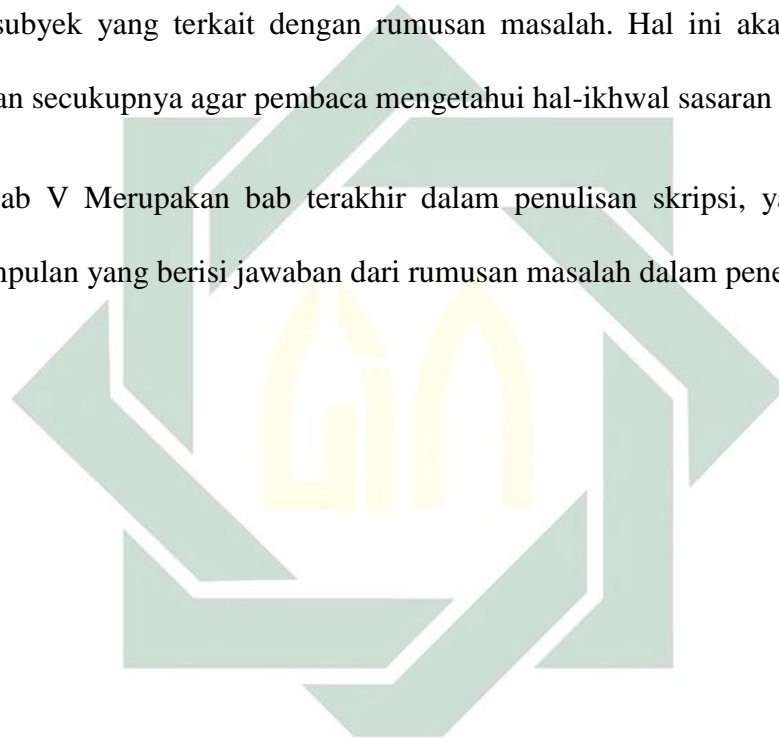 subyek yang terkait dengan rumusan masalah. Hal ini aka
an secukupnya agar pembaca mengetahui hal-ikhwal sasaran
ab V Merupakan bab terakhir dalam penulisan skripsi, ya
mpulan yang berisi jawaban dari rumusan masalah dalam pene